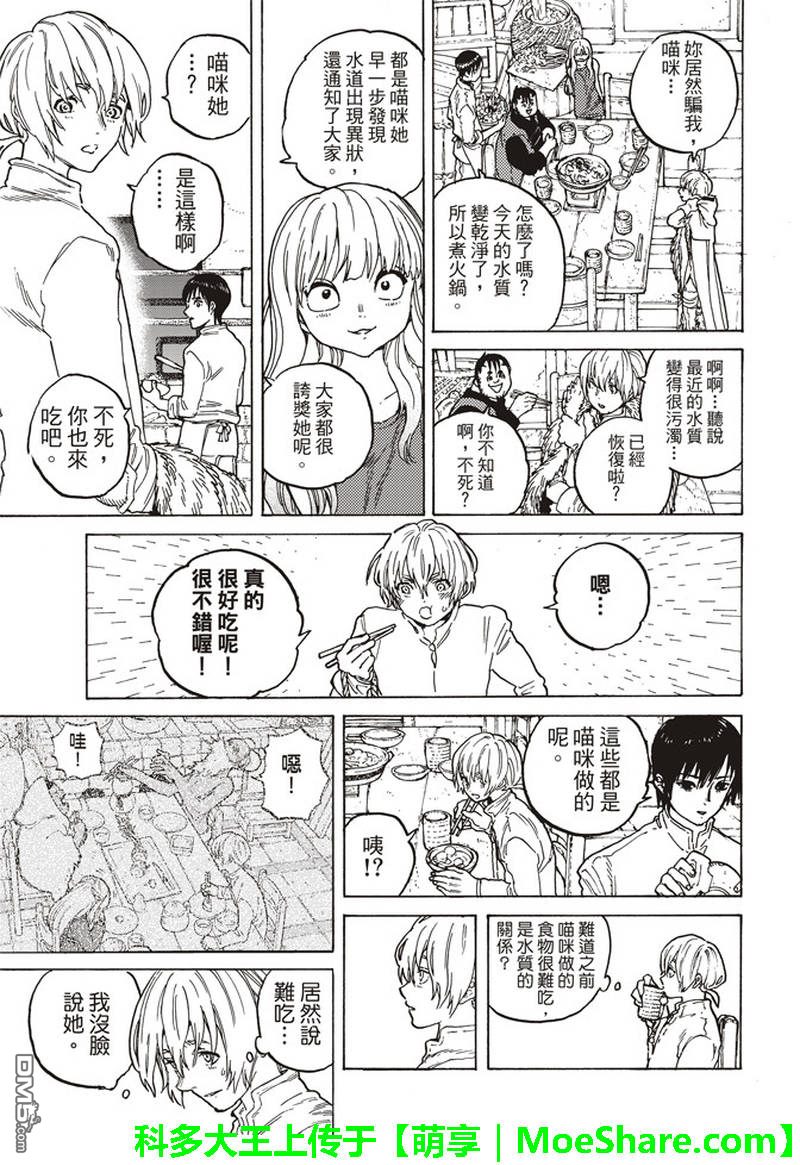 妳居然騙我，
喵咪…
怎麼了嗎？
今天的水質
變乾淨了，
所以煮火鍋。
都是喵咪她
早一步發現
水道出現異狀，
還通知了大家。
大家都很
誇獎她呢。
喵咪她
…？
是這樣啊
……
不死，
你也來
吃吧。
啊啊…聽說
最近的水質
變得很污濁…
已經
恢復啦？
你不知道
啊，不死？
嗯…
真的
很好吃呢！
很不錯喔！
這些都是
喵咪做的
呢。
咦
!?
噁！
哇！
難道之前
喵咪做的
食物很難吃，
是水質的
關係？
居然說
難吃…
我沒臉
說她。
DM5.com
科多大王上传于【萌享】|MoeShare.com